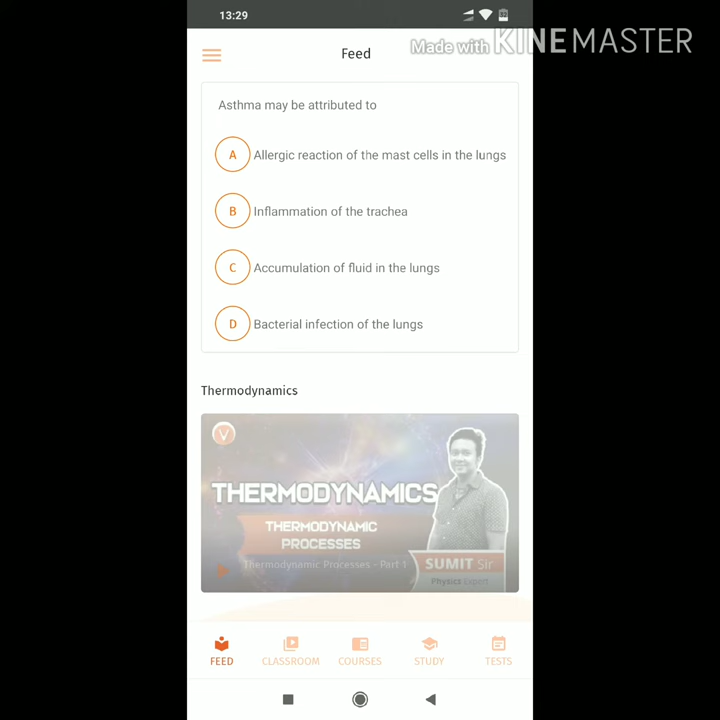 13:29
Made with KINEMASTER
Feed
Asthma may be attributed to
A Allergic reaction of the mast cells in the lungs
B Inflammation of the trachea
C Accumulation of fluid in the lungs
D Bacterial infection of the lungs
Thermodynamics
V
THERMODYNAMICS
THERMODYNAMIC
PROCESSES
Thermodynamic Processes - Part 1
SUMIT Sir
Physics Expert
FEED CLASSROOM COURSES STUDY TESTS